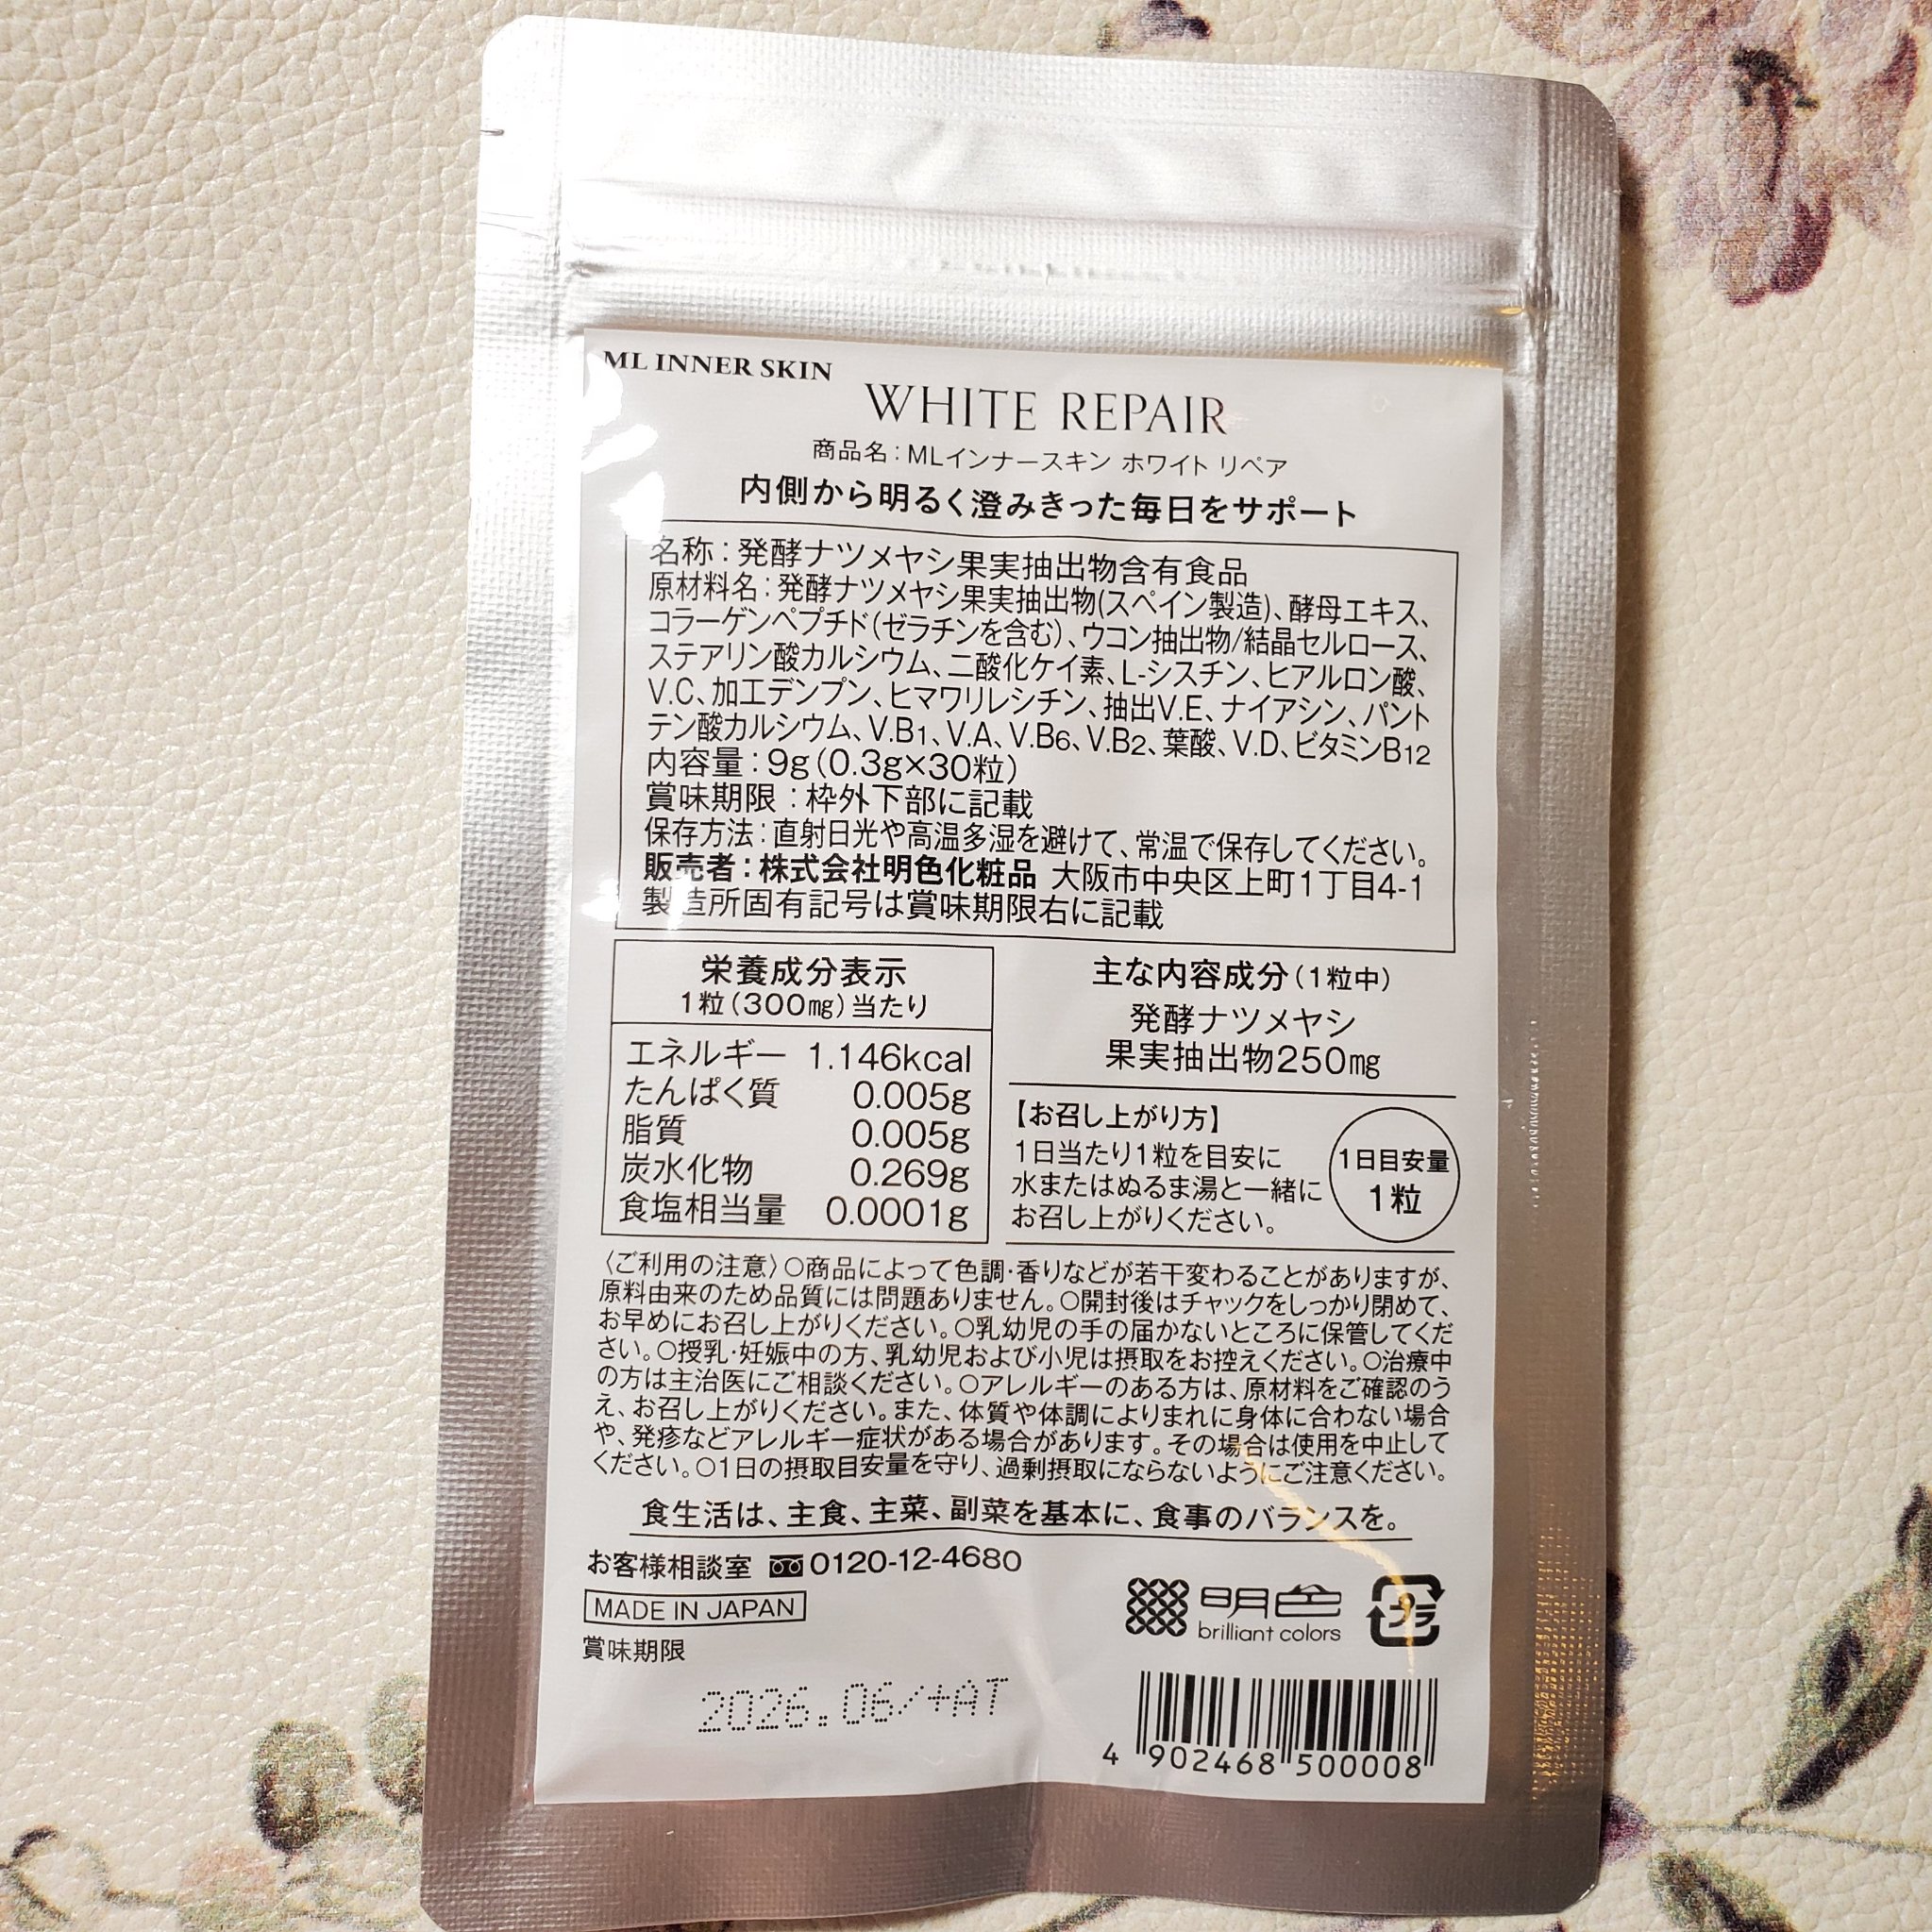 ML INNER SKIN
WHITE REPAIR
商品名：MLインナースキン ホワイト リペア
内側から明るく澄みきった毎日をサポート
名称：発酵ナツメヤシ果実抽出物含有食品
原材料名：発酵ナツメヤシ果実抽出物(スペイン製造)、酵母エキス、
コラーゲンペプチド(ゼラチンを含む)、ウコン抽出物/結晶セルロース、
ステアリン酸カルシウム、二酸化ケイ素、L-シスチン、ヒアルロン酸、
V.C、加工デンプン、ヒマワリレシチン、抽出V.E、ナイアシン、パント
テン酸カルシウム、V.B1、V.A、V.B6、V.B2、葉酸、V.D、ビタミンB12
内容量：9g(0.3g×30粒)
賞味期限：枠外下部に記載
保存方法：直射日光や高温多湿を避けて、常温で保存してください。
販売者：株式会社明色化粧品 大阪市中央区上町1丁目4-1
製造所固有記号は賞味期限右に記載
栄養成分表示
1粒(300㎎)当たり
エネルギー 1.146kcal
たんぱく質 0.005g
脂質 0.005g
炭水化物 0.269g
食塩相当量 0.0001g
主な内容成分(1粒中)
発酵ナツメヤシ
果実抽出物250㎎
【お召し上がり方】
1日当たり1粒を目安に
水またはぬるま湯と一緒に
お召し上がりください。
1日目安量
1粒
〈ご利用の注意〉○商品によって色調・香りなどが若干変わることがありますが、
原料由来のため品質には問題ありません。○開封後はチャックをしっかり閉めて、
お早めにお召し上がりください。○乳幼児の手の届かないところに保管してくだ
さい。○授乳・妊娠中の方、乳幼児および小児は摂取をお控えください。○治療中
の方は主治医にご相談ください。○アレルギーのある方は、原材料をご確認のう
え、お召し上がりください。また、体質や体調によりまれに身体に合わない場合
や、発疹などアレルギー症状がある場合があります。その場合は使用を中止して
ください。○1日の摂取目安量を守り、過剰摂取にならないようにご注意ください。
食生活は、主食、主菜、副菜を基本に、食事のバランスを。
お客様相談室 0120-12-4680
MADE IN JAPAN
明色
brilliant colors
プラ
賞味期限
2026.06/+AT
4 902468 500008